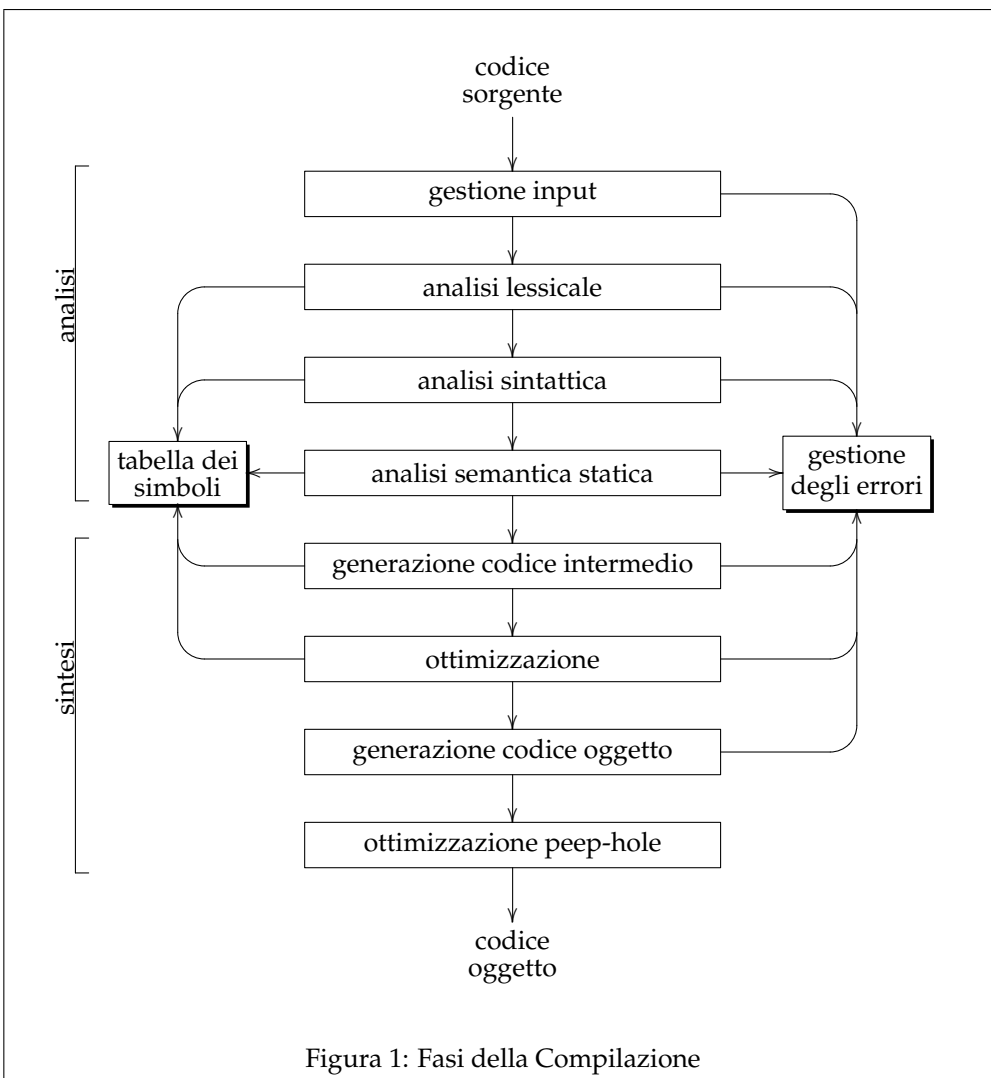 codice
sorgente
gestione input
analisi
analisi lessicale
analisi sintattica
tabella dei
simboli
analisi semantica statica
gestione
degli errori
generazione codice intermedio
sintesi
ottimizzazione
generazione codice oggetto
ottimizzazione peep-hole
codice
oggetto
Figura 1: Fasi della Compilazione